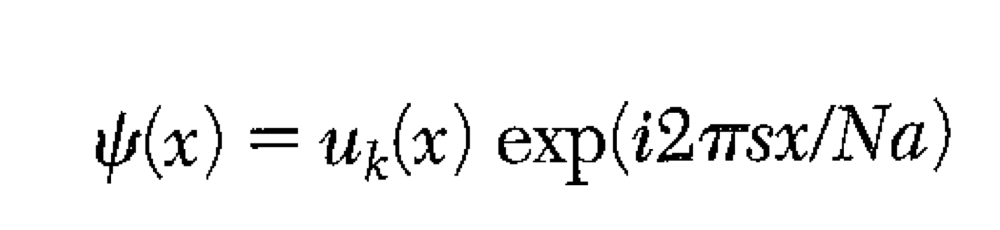 ψ(x) = u_k(x) exp(i2πsx/Na)